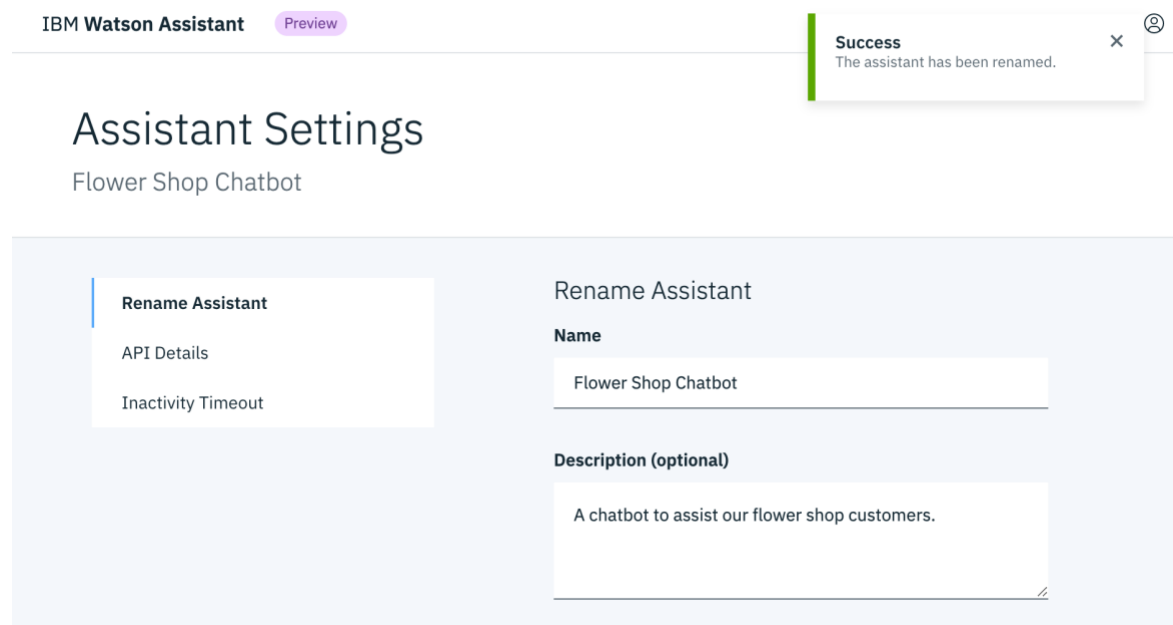 IBM Watson Assistant Preview
Success
The assistant has been renamed.
Assistant Settings
Flower Shop Chatbot
Rename Assistant
API Details
Inactivity Timeout
Rename Assistant
Name
Flower Shop Chatbot
Description (optional)
A chatbot to assist our flower shop customers.